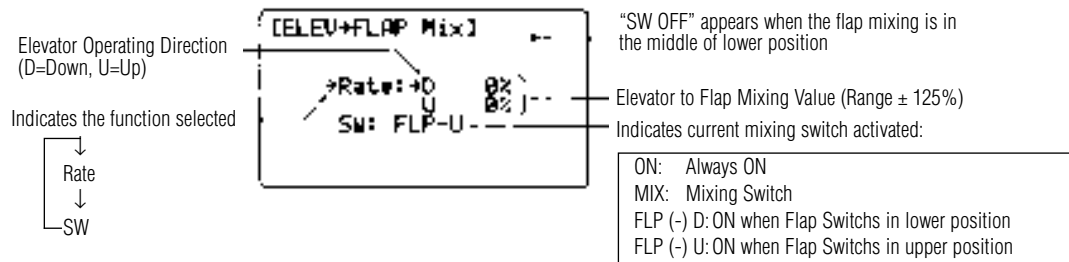 [ELEV→FLAP Mix]
“SW OFF” appears when the flap mixing is in
the middle of lower position
Elevator Operating Direction
(D=Down, U=Up)
→Rate:→D 0%
U 0%
Elevator to Flap Mixing Value (Range ± 125%)
Indicates the function selected
SW: FLP-U
Indicates current mixing switch activated:
↓
Rate
↓
SW
ON: Always ON
MIX: Mixing Switch
FLP (-) D: ON when Flap Switchs in lower position
FLP (-) U: ON when Flap Switchs in upper position